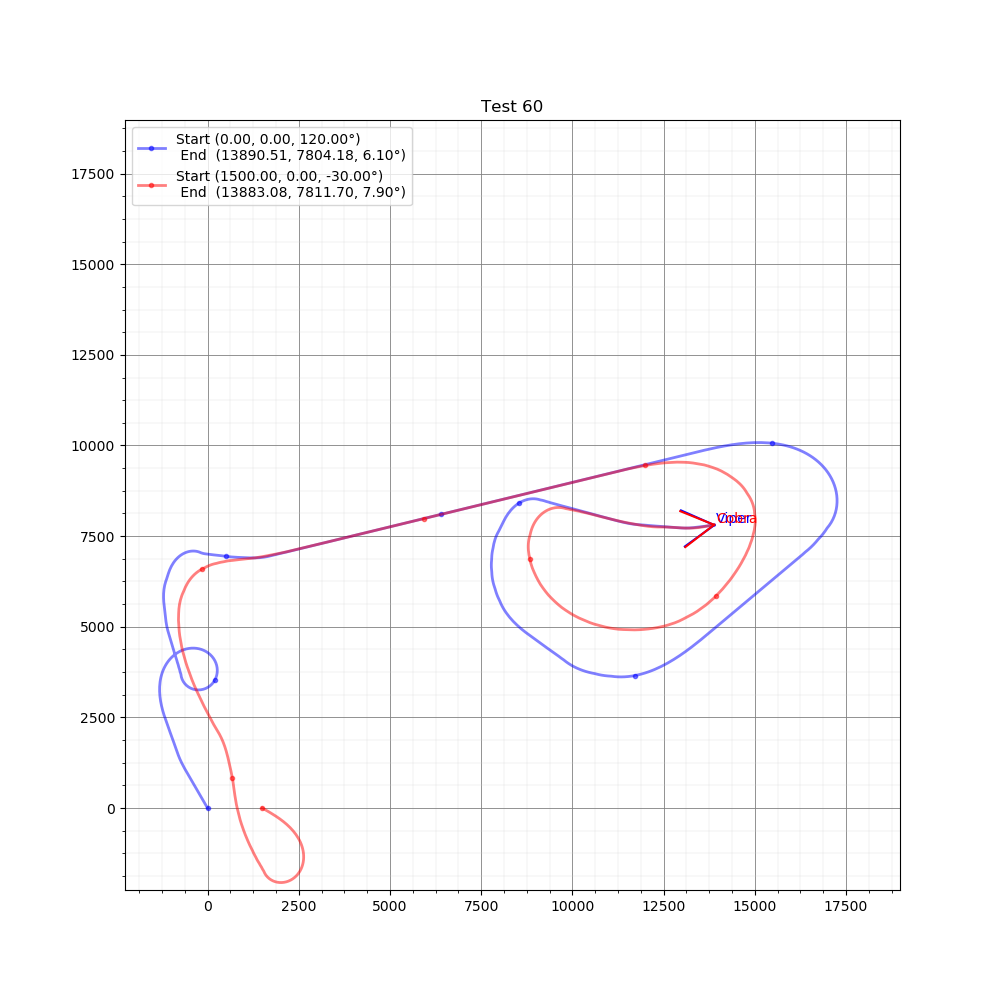 Test 60
Start (0.00, 0.00, 120.00°)
End (13890.51, 7804.18, 6.10°)
Start (1500.00, 0.00, -30.00°)
End (13883.08, 7811.70, 7.90°)
17500
15000
12500
10000
7500
5000
2500
0
0 2500 5000 7500 10000 12500 15000 17500